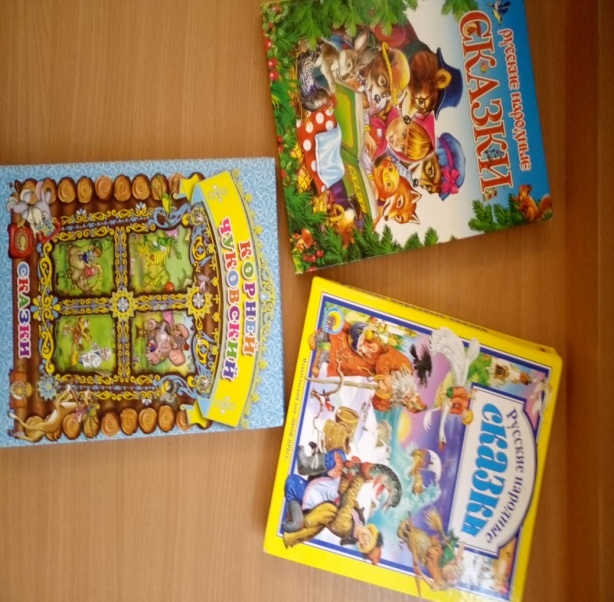 КОРНЕЙ
ЧУКОВСКИЙ
СКАЗКИ
русские народные
СКАЗКИ
Русские народные
сказки